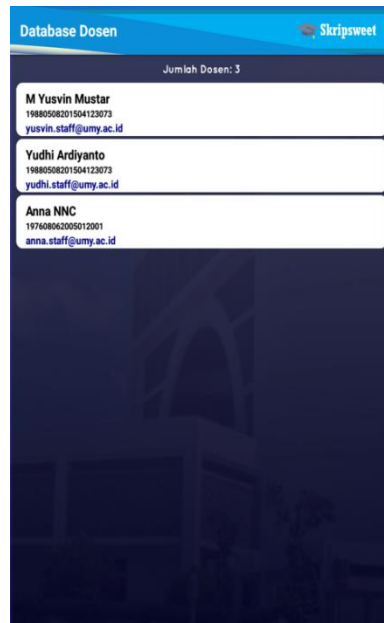 Database Dosen
Skripsweet
Jumlah Dosen: 3
M Yusvin Mustar
19880508201504123073
yusvin.staff@umy.ac.id
Yudhi Ardiyanto
19880508201504123073
yudhi.staff@umy.ac.id
Anna NNC
197608062005012001
anna.staff@umy.ac.id